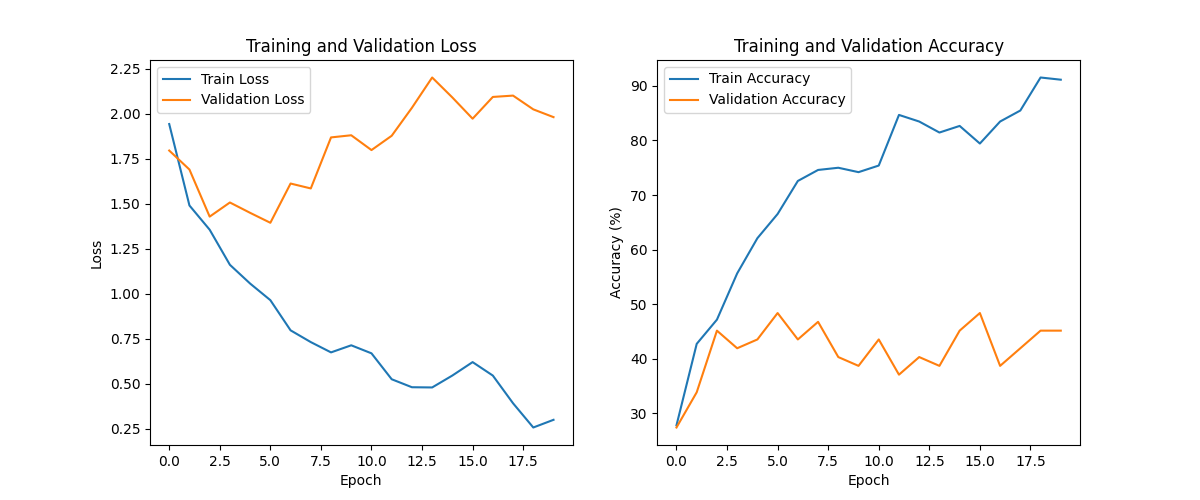 Training and Validation Loss
Train Loss
Validation Loss
2.25
2.00
1.75
1.50
1.25
1.00
0.75
0.50
0.25
Loss
0.0 2.5 5.0 7.5 10.0 12.5 15.0 17.5
Epoch
Training and Validation Accuracy
Train Accuracy
Validation Accuracy
90
80
70
60
50
40
30
Accuracy (%)
0.0 2.5 5.0 7.5 10.0 12.5 15.0 17.5
Epoch